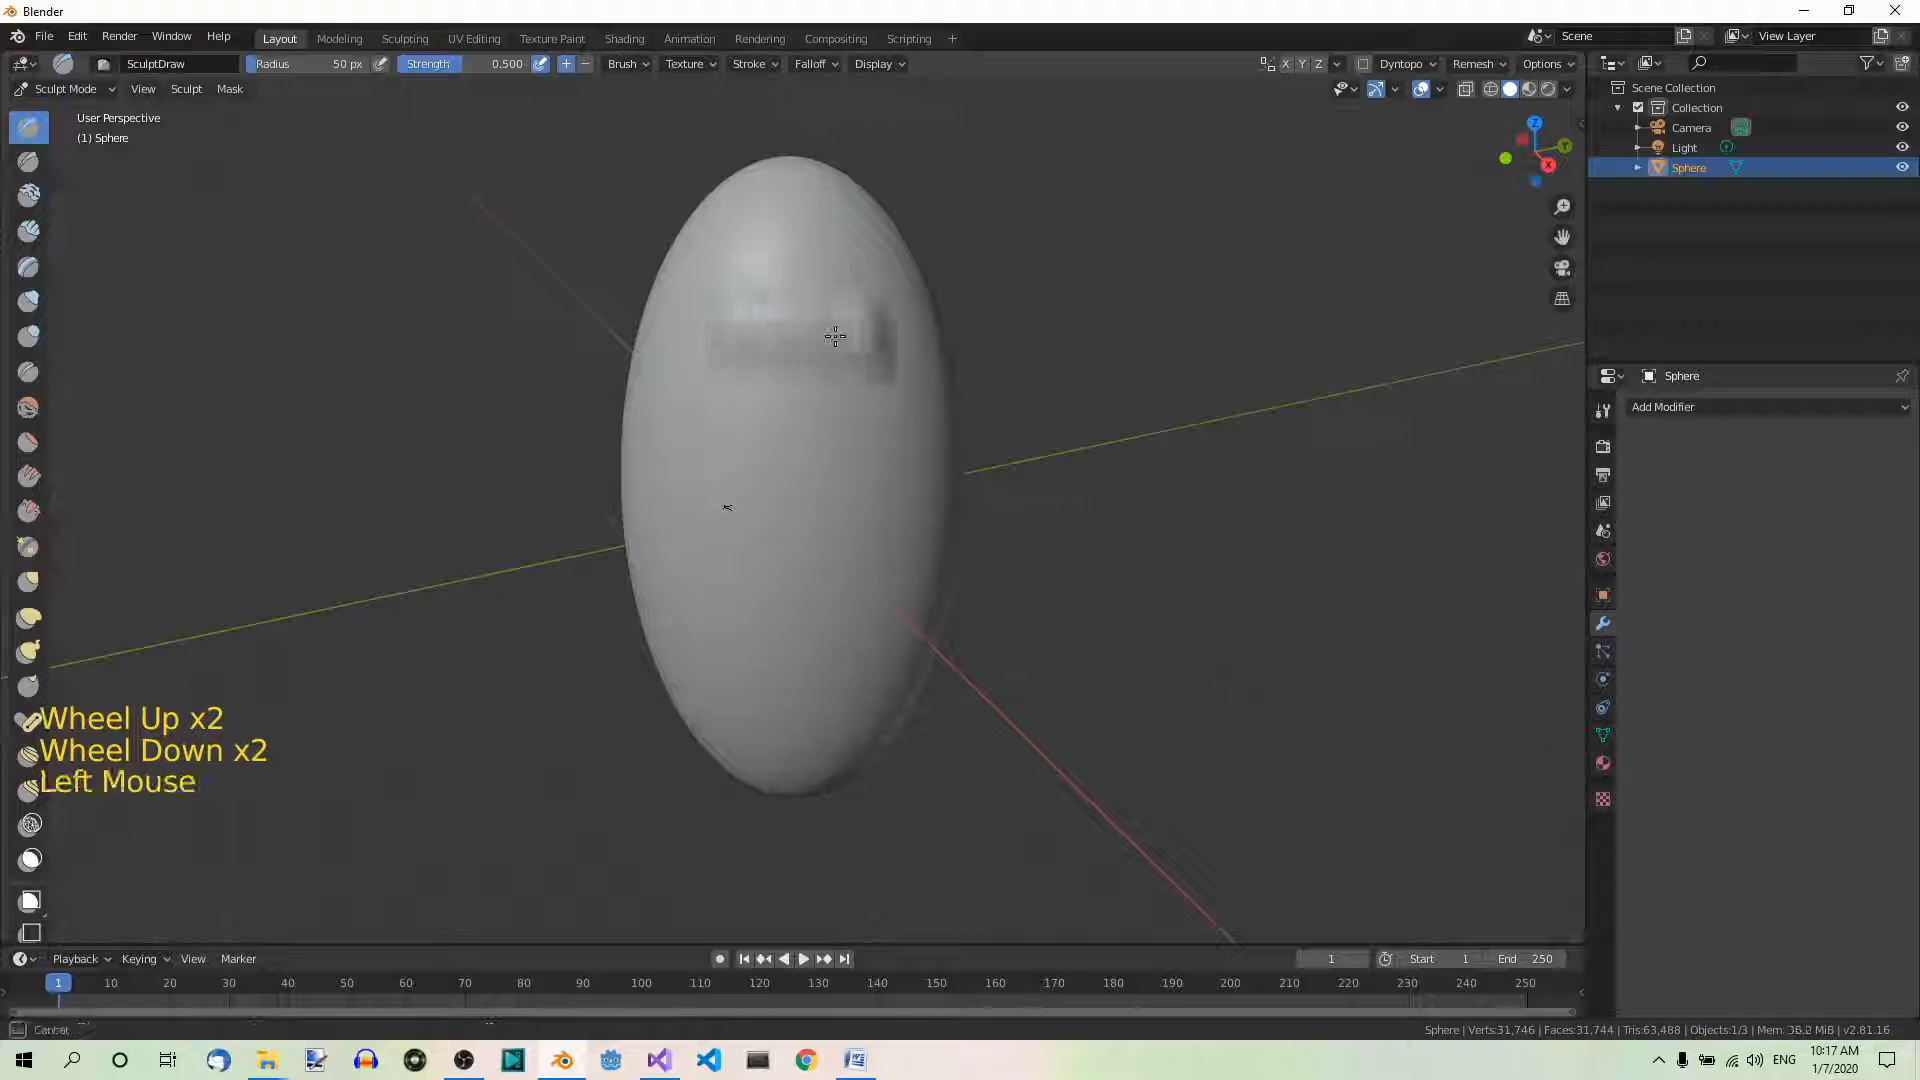 Blender
File Edit Render Window Help
Layout Modeling Sculpting UV Editing Texture Paint Shading Animation Rendering Compositing Scripting
Scene
View Layer
SculptDraw
Radius 50 px
Strength 0.500
Brush Texture Stroke Falloff Display
X Y Z
Dyntopo Remesh Options
Sculpt Mode View Sculpt Mask
User Perspective
(1) Sphere
Z
Y
X
Scene Collection
Collection
Camera
Light
Sphere
Sphere
Add Modifier
Wheel Up x2
Wheel Down x2
Left Mouse
Playback Keying View Marker
1
Start 1
End 250
1 10 20 30 40 50 60 70 80 90 100 110 120 130 140 150 160 170 180 190 200 210 220 230 240 250
Sphere | Verts:31,746 | Faces:31,744 | Tris:63,488 | Objects:1/3 | Mem: MiB | v2.81.16
ENG
10:17 AM
1/7/2020